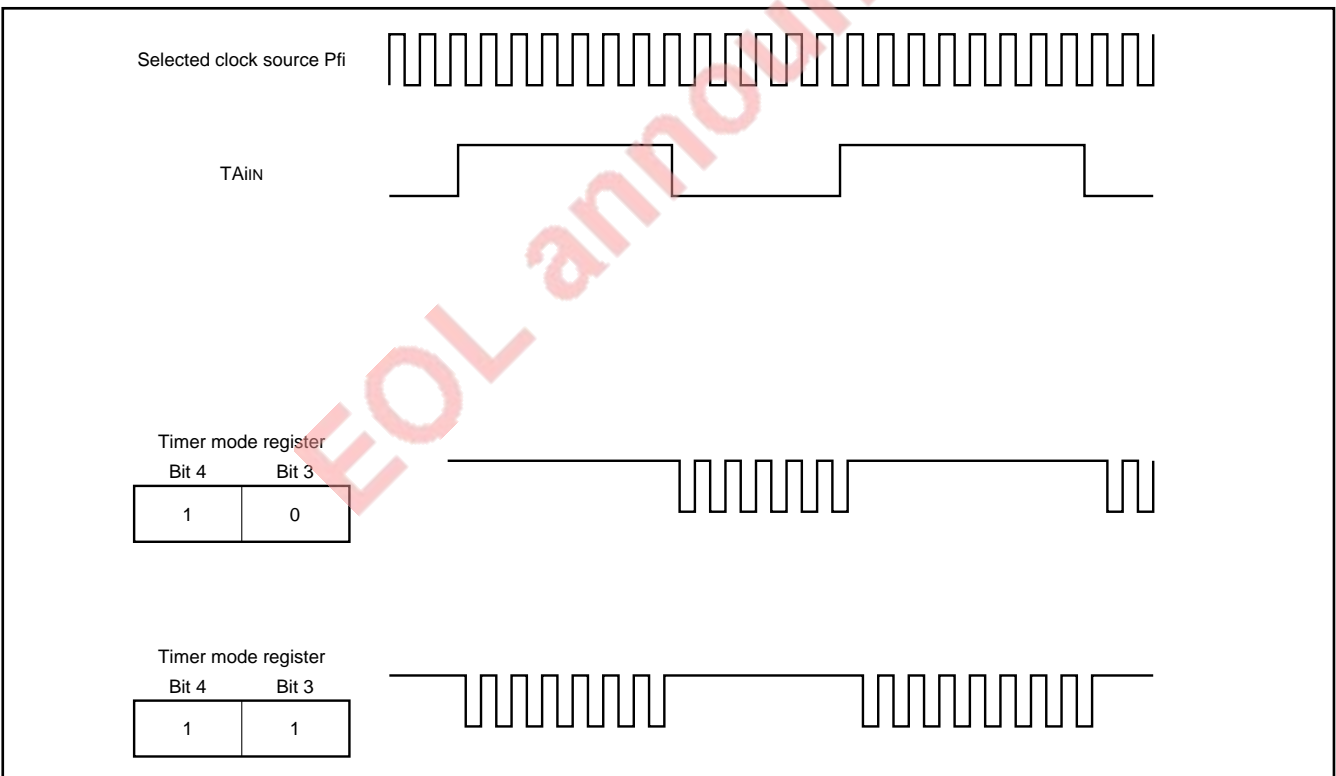 Selected clock source Pfi
TAiIN
Timer mode register
Bit 4 Bit 3
1 0
Timer mode register
Bit 4 Bit 3
1 1
EOL announ